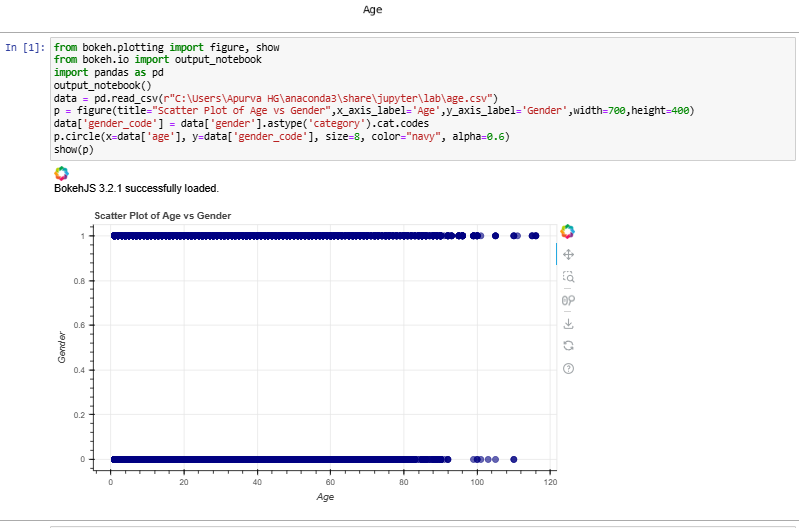 Age
In [1]: from bokeh.plotting import figure, show
from bokeh.io import output_notebook
import pandas as pd
output_notebook()
data = pd.read_csv(r"C:\Users\Apurva HG\anaconda3\share\jupyter\lab\age.csv")
p = figure(title="Scatter Plot of Age vs Gender",x_axis_label='Age',y_axis_label='Gender',width=700,height=400)
data['gender_code'] = data['gender'].astype('category').cat.codes
p.circle(x=data['age'], y=data['gender_code'], size=8, color="navy", alpha=0.6)
show(p)
BokehJS 3.2.1 successfully loaded.
Scatter Plot of Age vs Gender
1
0.8
0.6
0.4
0.2
0
Gender
0 20 40 60 80 100 120
Age